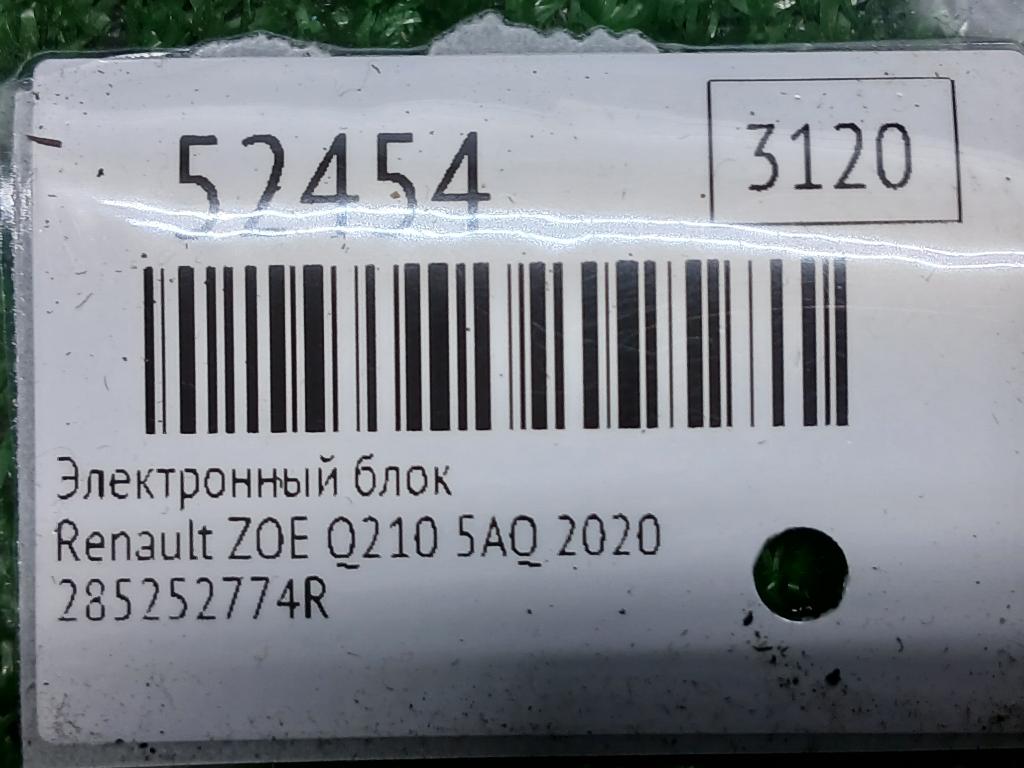 52454
3120
Электронный блок
Renault ZOE Q210 5AQ 2020
285252774R